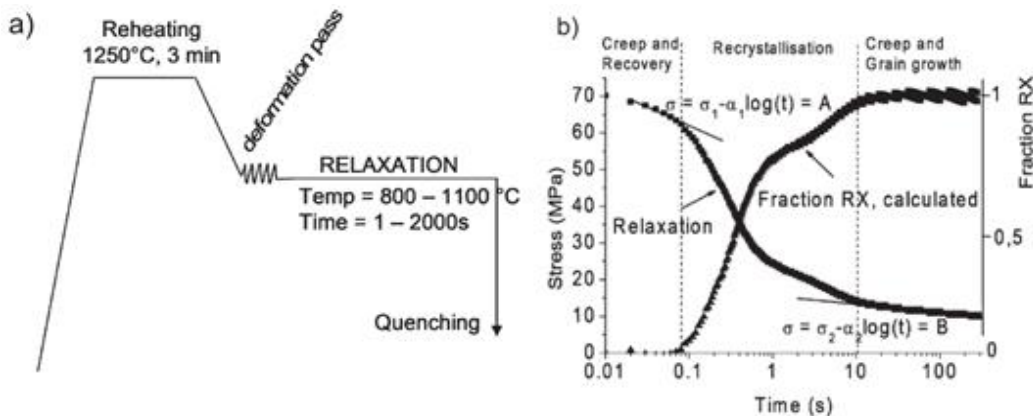 a)
Reheating
1250°C, 3 min
deformation pass
RELAXATION
Temp = 800 – 1100 °C
Time = 1 – 2000s
Quenching
b)
Creep and
Recovery
Recrystallisation
Creep and
Grain growth
70
60
50
40
30
20
10
0
Stress (MPa)
σ = σ₁-α₁log(t) = A
Relaxation
Fraction RX, calculated
σ = σ₂-α₂log(t) = B
1
0,5
0
Fraction RX
0.01 0.1 1 10 100
Time (s)